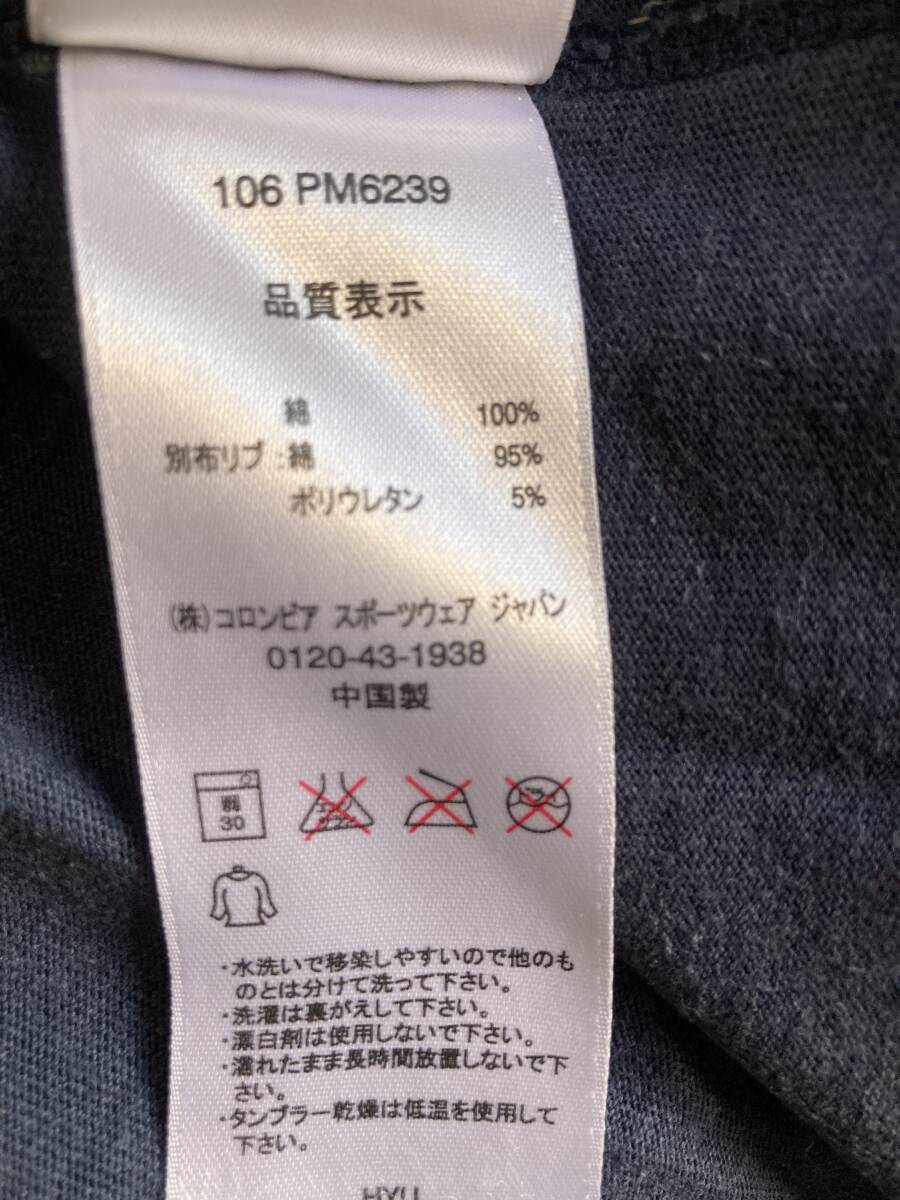 106 PM6239
品質表示
綿 100%
別布リブ:綿 95%
ポリウレタン 5%
(株)コロンビア スポーツウェア ジャパン
0120-43-1938
中国製
弱
30
・水洗いで移染しやすいので他のも
のとは分けて洗って下さい。
・洗濯は裏がえして下さい。
・漂白剤は使用しないで下さい。
・濡れたまま長時間放置しないで下
さい。
・タンブラー乾燥は低温を使用して
下さい。